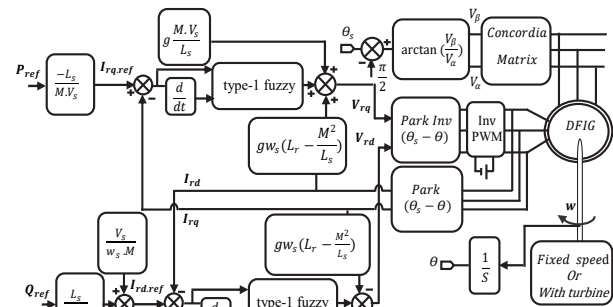 g M.Vs / Ls
θs
+
−
π / 2
arctan (Vβ / Vα)
Vβ
Vα
Concordia
Matrix
Pref
−Ls / M.Vs
Irq.ref
+
−
d / dt
type-1 fuzzy
+
+
+
Vrq
Vrd
Park Inv
(θs − θ)
Inv
PWM
DFIG
gws(Lr − M² / Ls)
Park
(θs − θ)
Ird
Irq
w
Vs / ws.M
gws(Lr − M² / Ls)
θ
1 / S
Fixed speed
Or
With turbine
Qref
Ls
+
Ird.ref
+
−
d
type-1 fuzzy
+
−